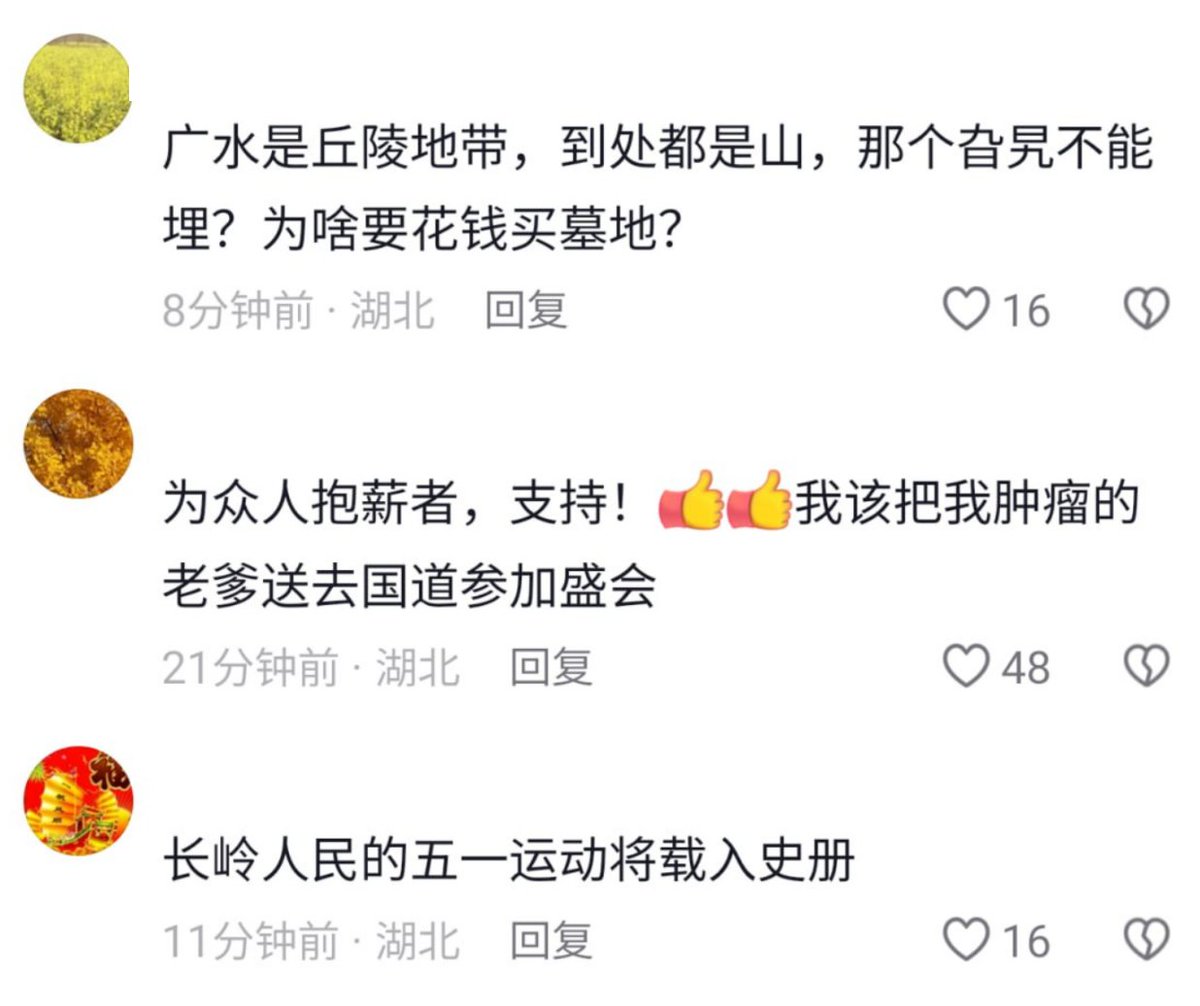 广水是丘陵地带，到处都是山，那个旮旯不能
埋？为啥要花钱买墓地？
8分钟前 · 湖北 回复 16
为众人抱薪者，支持！👍👍我该把我肿瘤的
老爹送去国道参加盛会
21分钟前 · 湖北 回复 48
福
长岭人民的五一运动将载入史册
11分钟前 · 湖北 回复 16